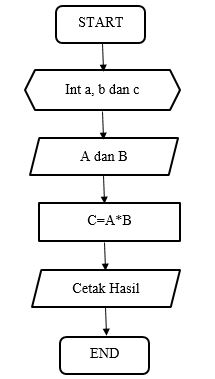 START
Int a, b dan c
A dan B
C=A*B
Cetak Hasil
END